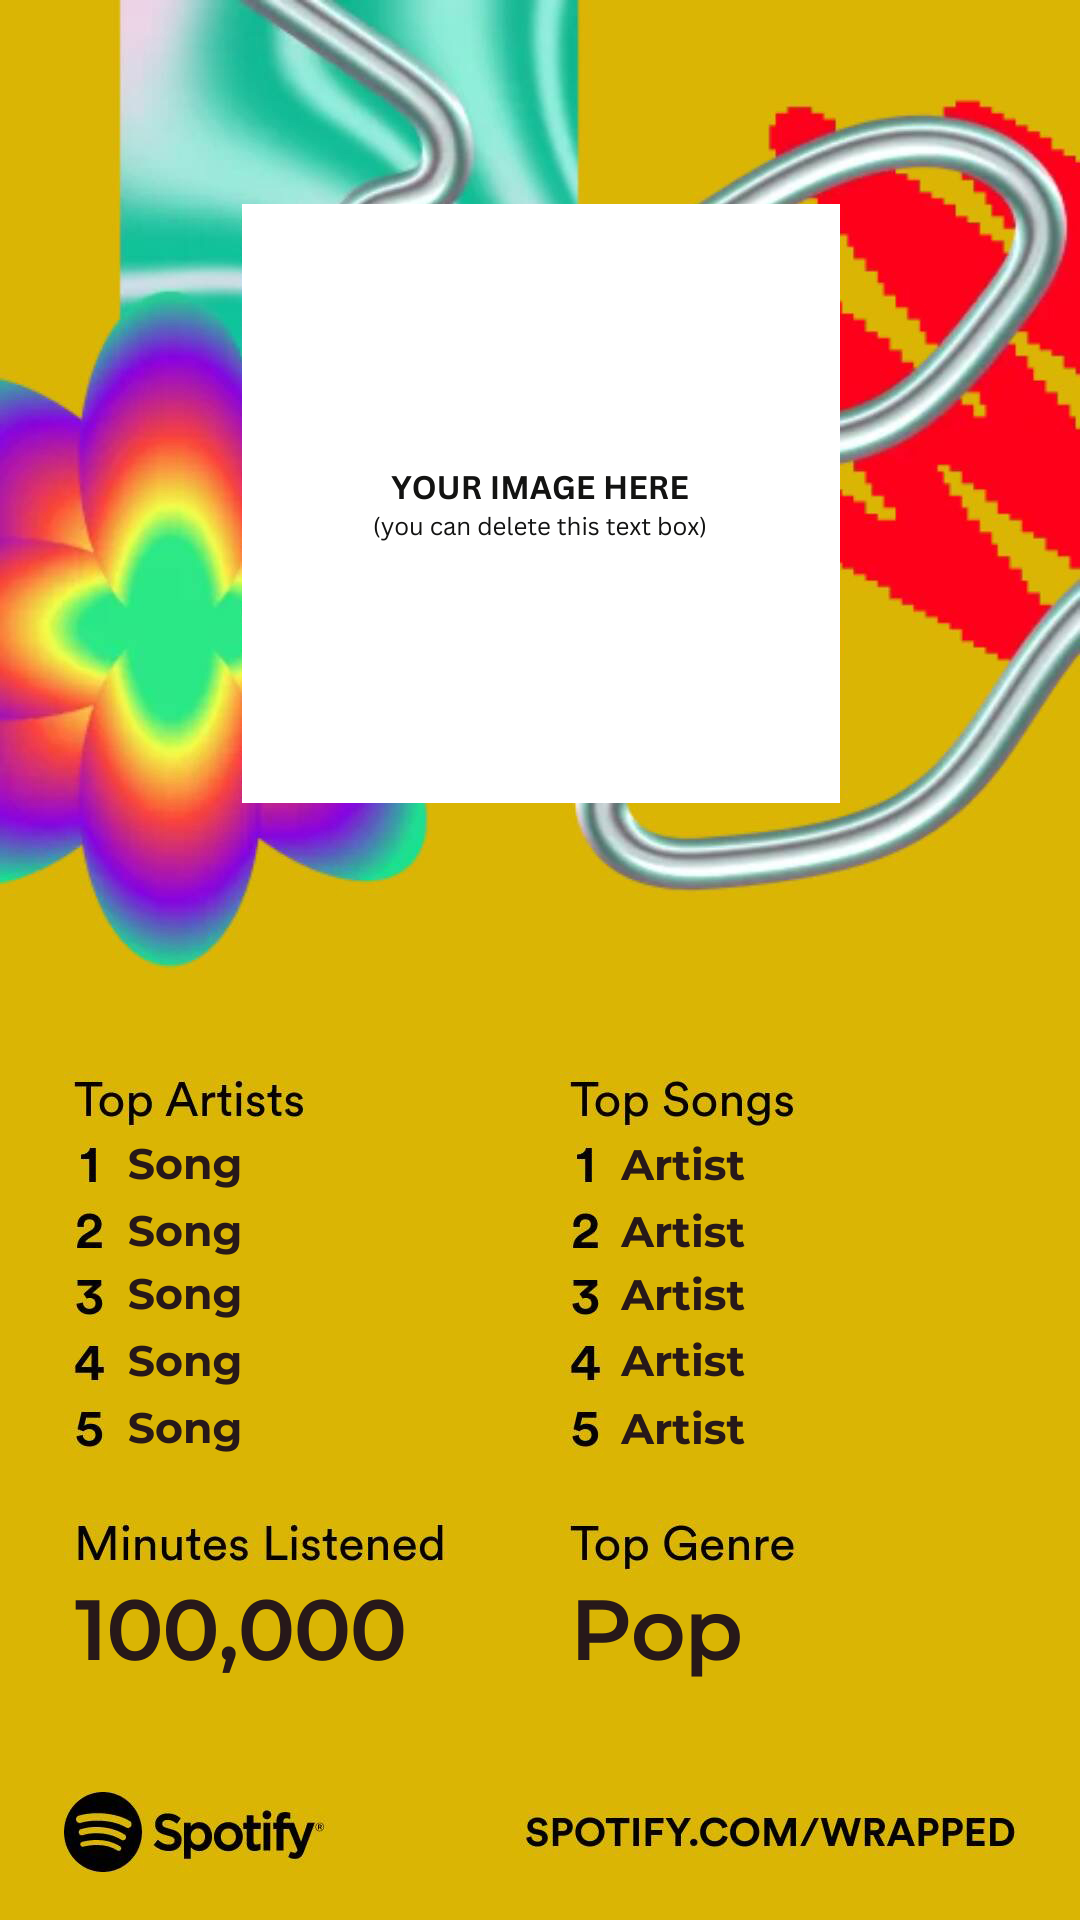 YOUR IMAGE HERE
(you can delete this text box)
Top Artists
1 Song
2 Song
3 Song
4 Song
5 Song
Top Songs
1 Artist
2 Artist
3 Artist
4 Artist
5 Artist
Minutes Listened
100,000
Top Genre
Pop
Spotify®
SPOTIFY.COM/WRAPPED